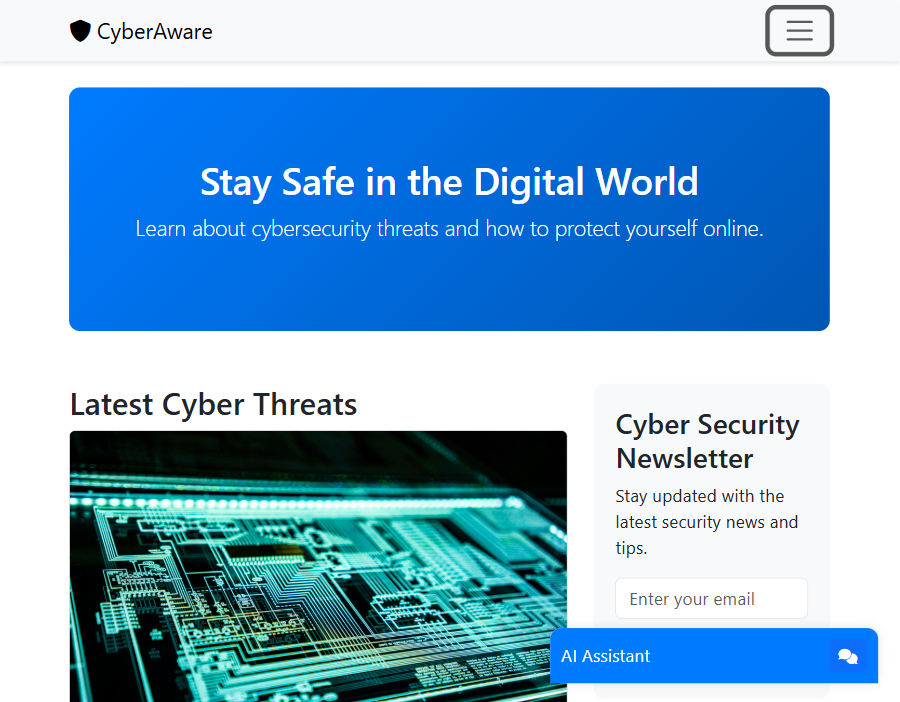 CyberAware
Stay Safe in the Digital World
Learn about cybersecurity threats and how to protect yourself online.
Latest Cyber Threats
Cyber Security
Newsletter
Stay updated with the
latest security news and
tips.
Enter your email
AI Assistant